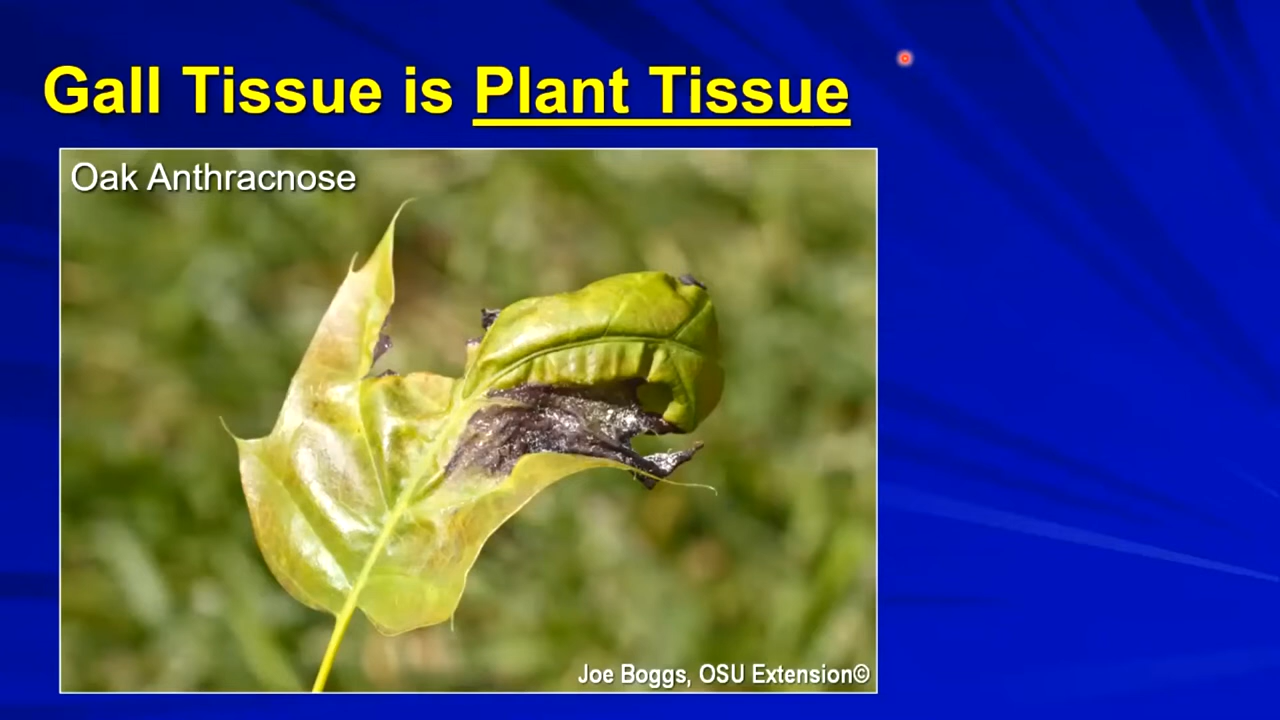 Gall Tissue is Plant Tissue
Oak Anthracnose
Joe Boggs, OSU Extension©